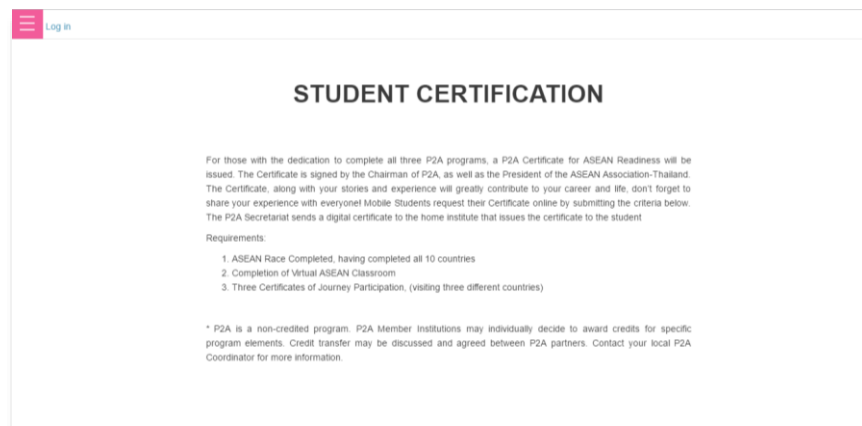 Log in
STUDENT CERTIFICATION
For those with the dedication to complete all three P2A programs, a P2A Certificate for ASEAN Readiness will be
issued. The Certificate is signed by the Chairman of P2A, as well as the President of the ASEAN Association-Thailand.
The Certificate, along with your stories and experience will greatly contribute to your career and life, don't forget to
share your experience with everyone! Mobile Students request their Certificate online by submitting the criteria below.
The P2A Secretariat sends a digital certificate to the home institute that issues the certificate to the student
Requirements:
1. ASEAN Race Completed, having completed all 10 countries
2. Completion of Virtual ASEAN Classroom
3. Three Certificates of Journey Participation, (visiting three different countries)
* P2A is a non-credited program. P2A Member Institutions may individually decide to award credits for specific
program elements. Credit transfer may be discussed and agreed between P2A partners. Contact your local P2A
Coordinator for more information.